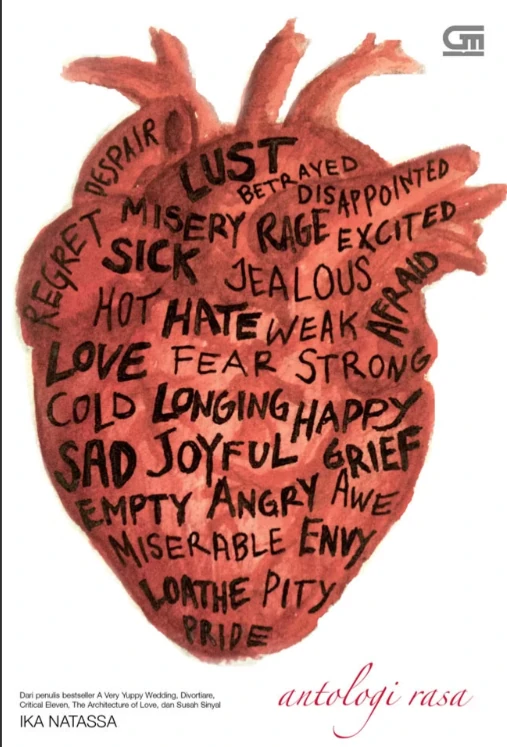 GM
DESPAIR
LUST
BETRAYED
DISAPPOINTED
MISERY RAGE EXCITED
REGRET
SICK JEALOUS
AFRAID
HOT HATE WEAK
LOVE FEAR STRONG
COLD LONGING HAPPY
SAD JOYFUL GRIEF
EMPTY ANGRY AWE
MISERABLE ENVY
LOATHE PITY
PRIDE
Dari penulis bestseller A Very Yuppy Wedding, Divortiare,
Critical Eleven, The Architecture of Love, dan Susah Sinyal
IKA NATASSA
antologi rasa